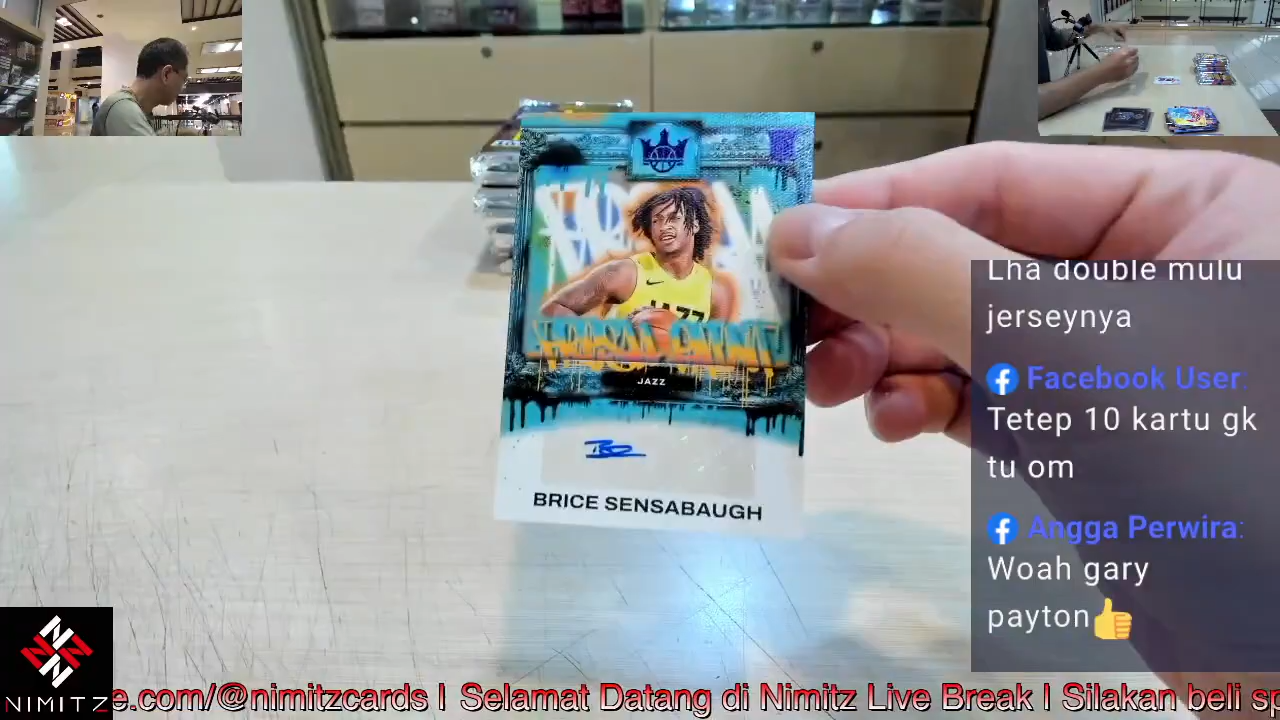 JAZZ
JAZZ
BRICE SENSABAUGH
Lha double mulu
jerseynya
Facebook User:
Tetep 10 kartu gk
tu om
Angga Perwira:
Woah gary
payton👍
NIMITZ
e.com/@nimitzcards I Selamat Datang di Nimitz Live Break I Silakan beli sp